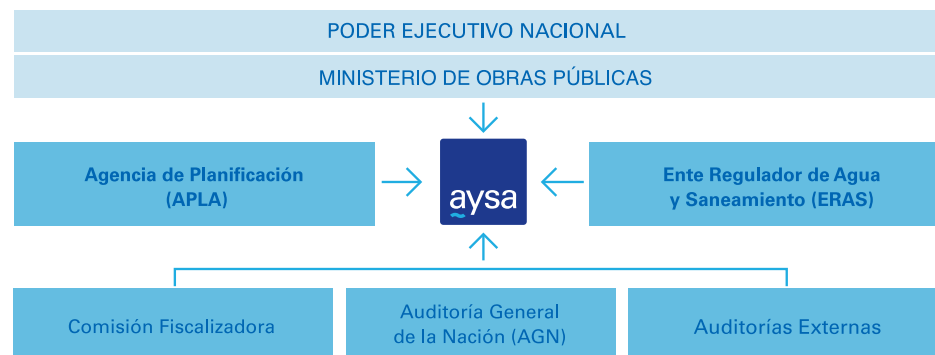 PODER EJECUTIVO NACIONAL
MINISTERIO DE OBRAS PÚBLICAS
Agencia de Planificación
(APLA)
aysa
Ente Regulador de Agua
y Saneamiento (ERAS)
Comisión Fiscalizadora
Auditoría General
de la Nación (AGN)
Auditorías Externas